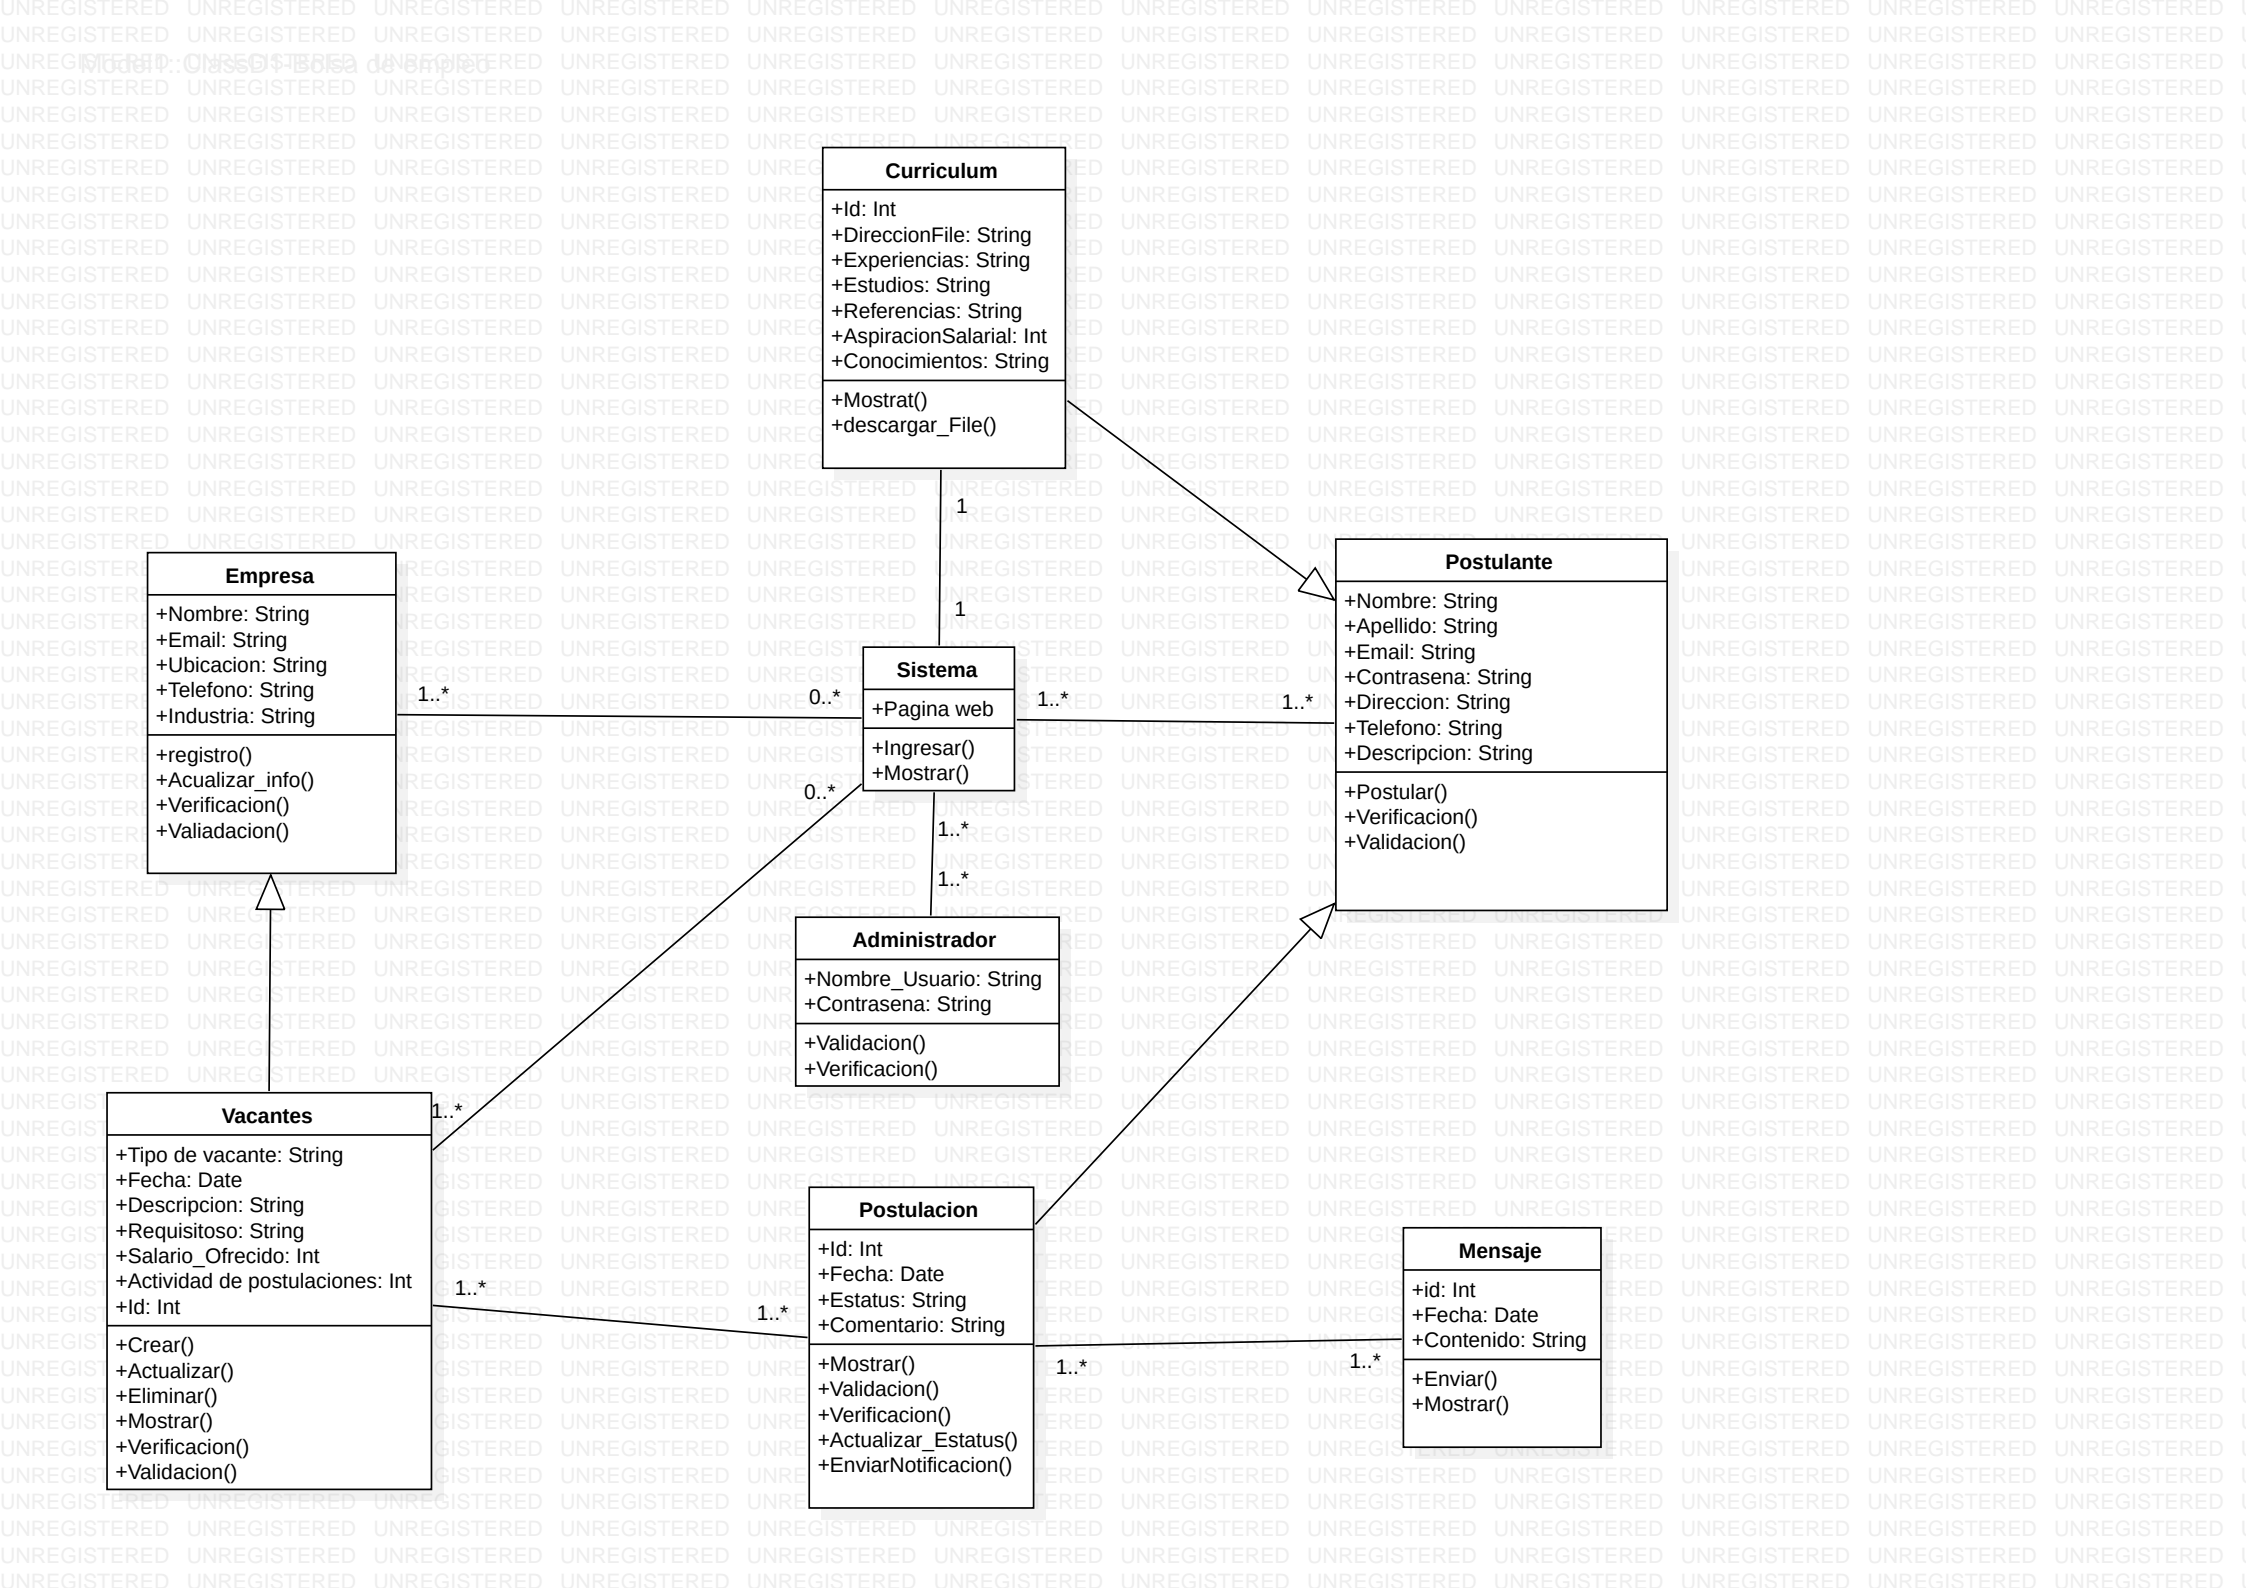 Model1::ClassD1-Bolsa de empleo
UNREGISTERED
Curriculum
+Id: Int
+DireccionFile: String
+Experiencias: String
+Estudios: String
+Referencias: String
+AspiracionSalarial: Int
+Conocimientos: String
+Mostrat()
+descargar_File()
1
1
Empresa
+Nombre: String
+Email: String
+Ubicacion: String
+Telefono: String
+Industria: String
+registro()
+Acualizar_info()
+Verificacion()
+Valiadacion()
1..*
0..*
Sistema
+Pagina web
+Ingresar()
+Mostrar()
1..*
1..*
Postulante
+Nombre: String
+Apellido: String
+Email: String
+Contrasena: String
+Direccion: String
+Telefono: String
+Descripcion: String
+Postular()
+Verificacion()
+Validacion()
0..*
1..*
1..*
1..*
Administrador
+Nombre_Usuario: String
+Contrasena: String
+Validacion()
+Verificacion()
Vacantes
+Tipo de vacante: String
+Fecha: Date
+Descripcion: String
+Requisitoso: String
+Salario_Ofrecido: Int
+Actividad de postulaciones: Int
+Id: Int
+Crear()
+Actualizar()
+Eliminar()
+Mostrar()
+Verificacion()
+Validacion()
1..*
1..*
Postulacion
+Id: Int
+Fecha: Date
+Estatus: String
+Comentario: String
+Mostrar()
+Validacion()
+Verificacion()
+Actualizar_Estatus()
+EnviarNotificacion()
1..*
1..*
Mensaje
+id: Int
+Fecha: Date
+Contenido: String
+Enviar()
+Mostrar()